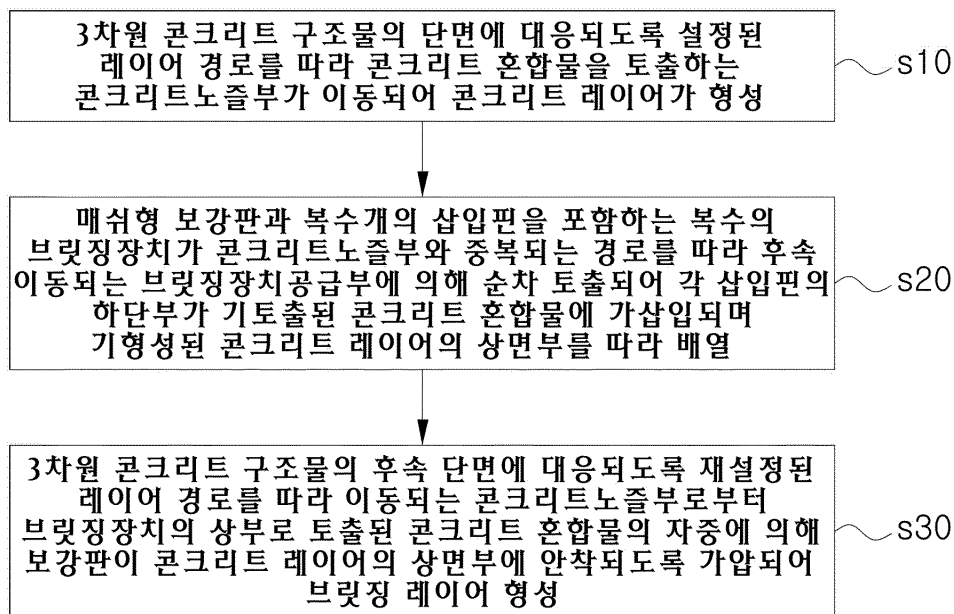 3차원 콘크리트 구조물의 단면에 대응되도록 설정된
레이어 경로를 따라 콘크리트 혼합물을 토출하는
콘크리트노즐부가 이동되어 콘크리트 레이어가 형성
s10
매쉬형 보강판과 복수개의 삽입핀을 포함하는 복수의
브릿징장치가 콘크리트노즐부와 중복되는 경로를 따라 후속
이동되는 브릿징장치공급부에 의해 순차 토출되어 각 삽입핀의
하단부가 기토출된 콘크리트 혼합물에 가삽입되며
기형성된 콘크리트 레이어의 상면부를 따라 배열
s20
3차원 콘크리트 구조물의 후속 단면에 대응되도록 재설정된
레이어 경로를 따라 이동되는 콘크리트노즐부로부터
브릿징장치의 상부로 토출된 콘크리트 혼합물의 자중에 의해
보강판이 콘크리트 레이어의 상면부에 안착되도록 가압되어
브릿징 레이어 형성
s30